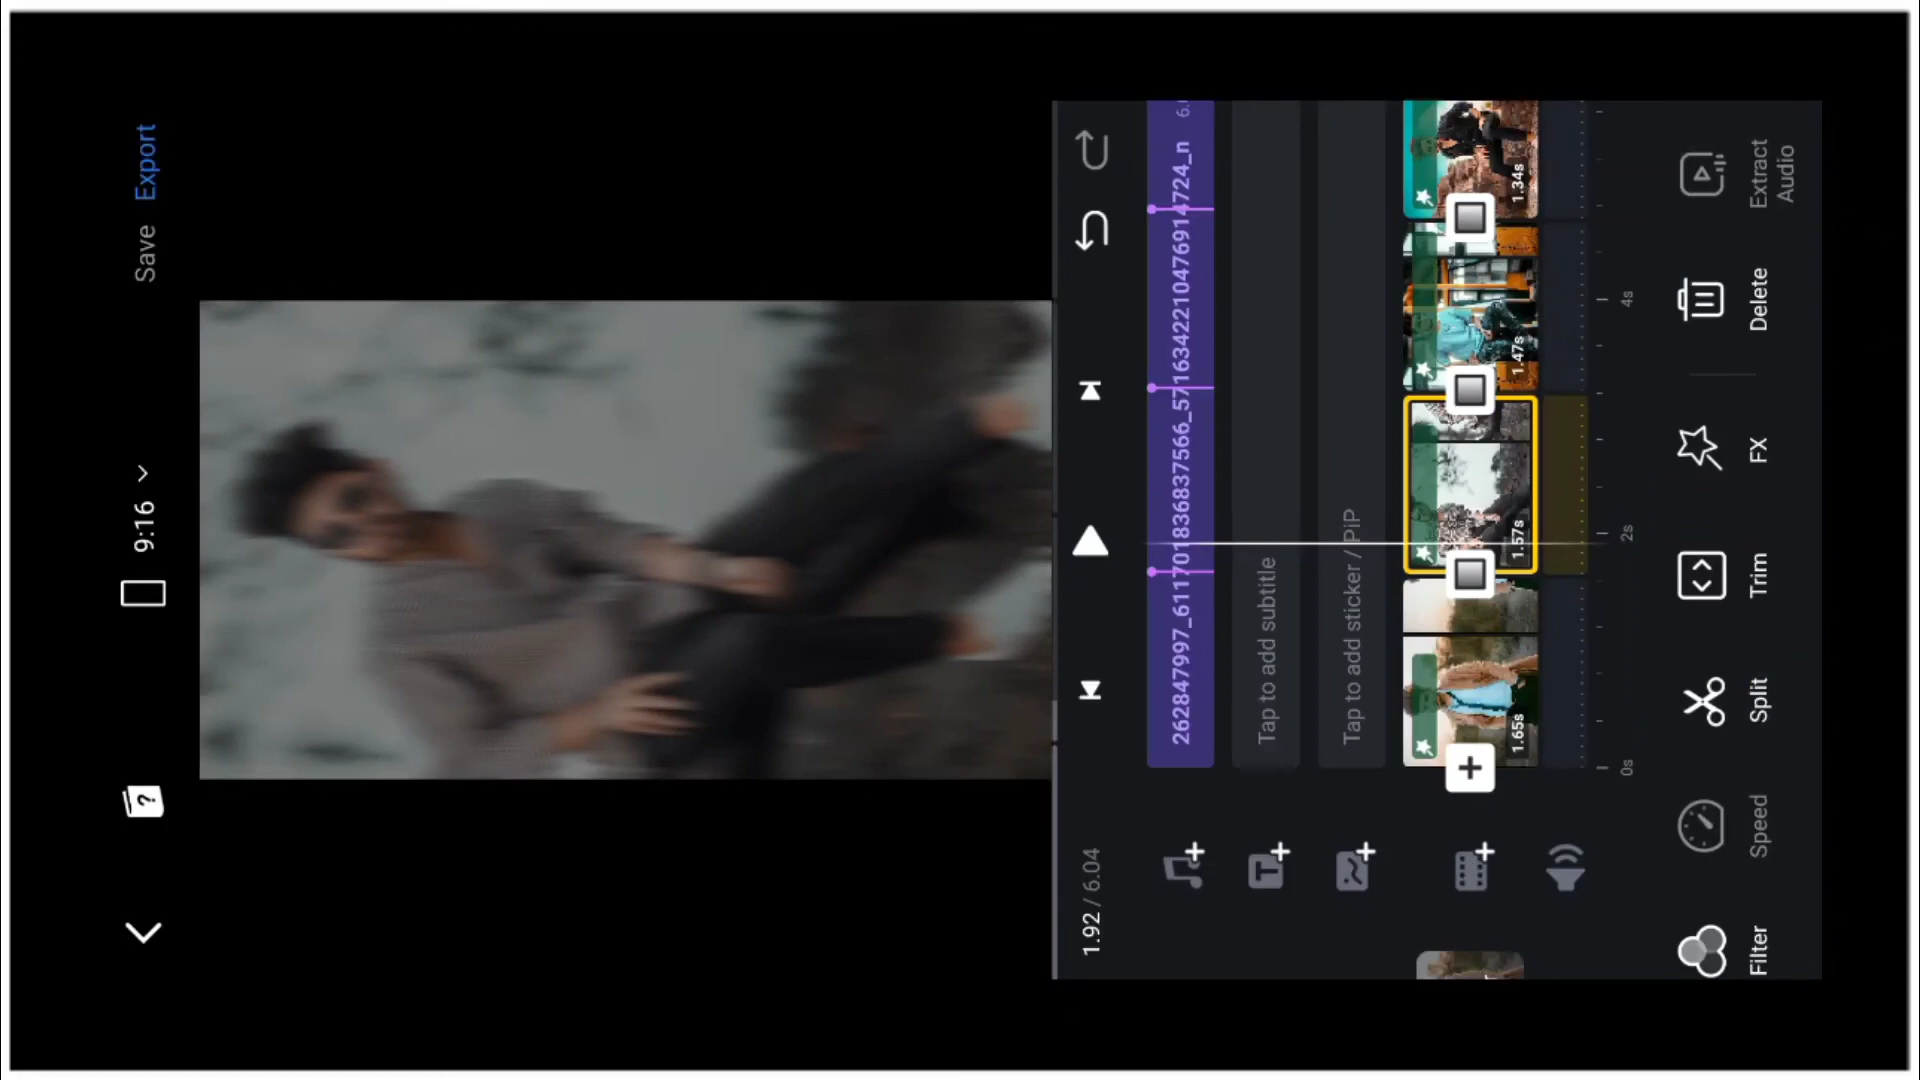 9:16
Save
Export
1.92 / 6.04
262847997_611701836837566_5716342210476914724_n
6.
Tap to add subtitle
Tap to add sticker / PiP
1.65s
1.57s
1.47s
1.34s
0s
2s
4s
Filter
Speed
Split
Trim
FX
Delete
Extract
Audio